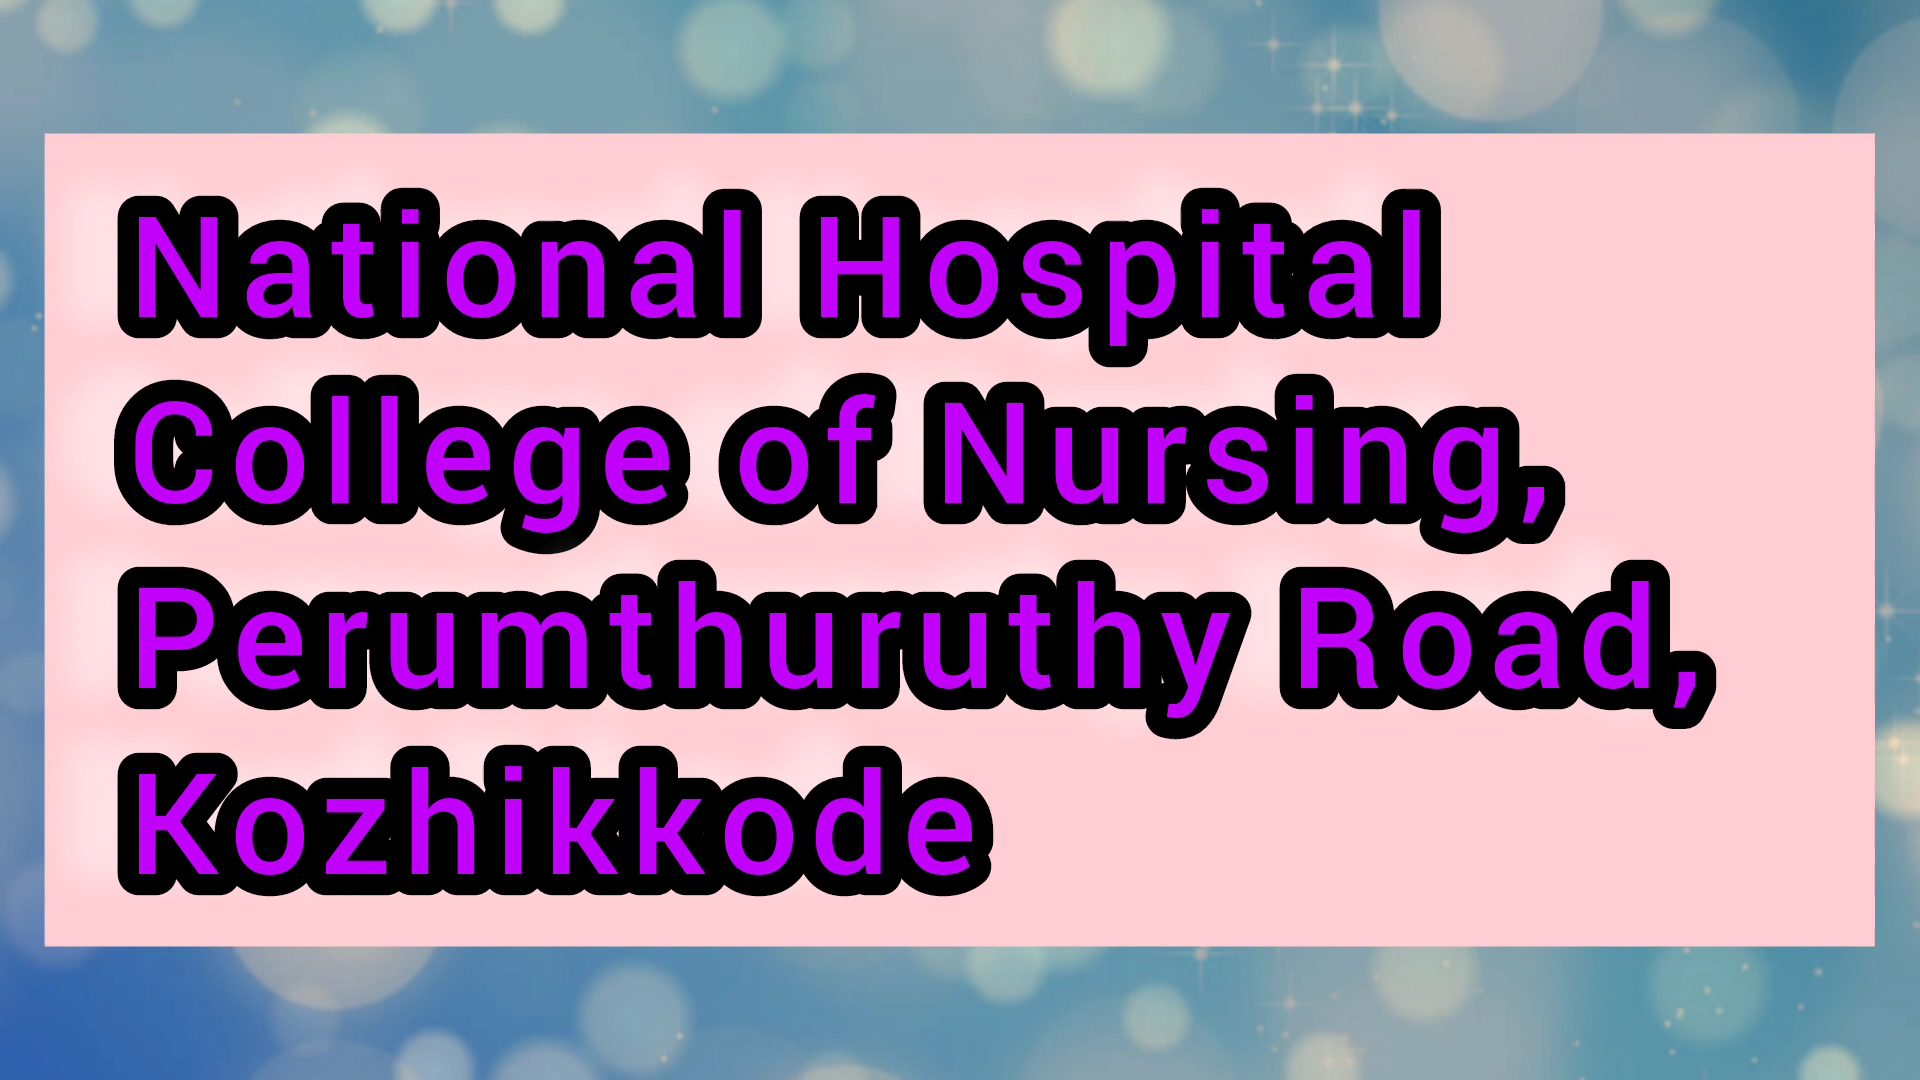 National Hospital
College of Nursing,
Perumthuruthy Road,
Kozhikkode